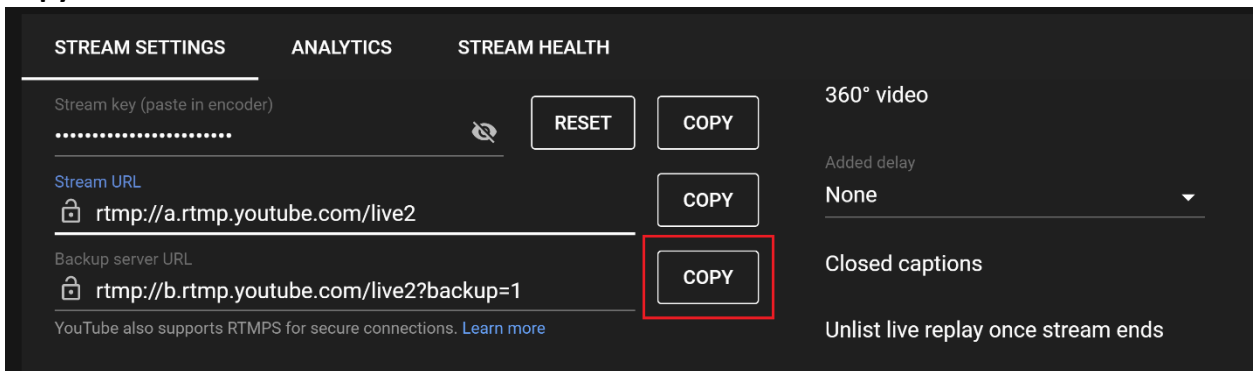 STREAM SETTINGS ANALYTICS STREAM HEALTH
Stream key (paste in encoder)
••••••••••••••••••••••••
RESET COPY
Stream URL
rtmp://a.rtmp.youtube.com/live2
COPY
Backup server URL
rtmp://b.rtmp.youtube.com/live2?backup=1
COPY
YouTube also supports RTMPS for secure connections. Learn more
360° video
Added delay
None
Closed captions
Unlist live replay once stream ends